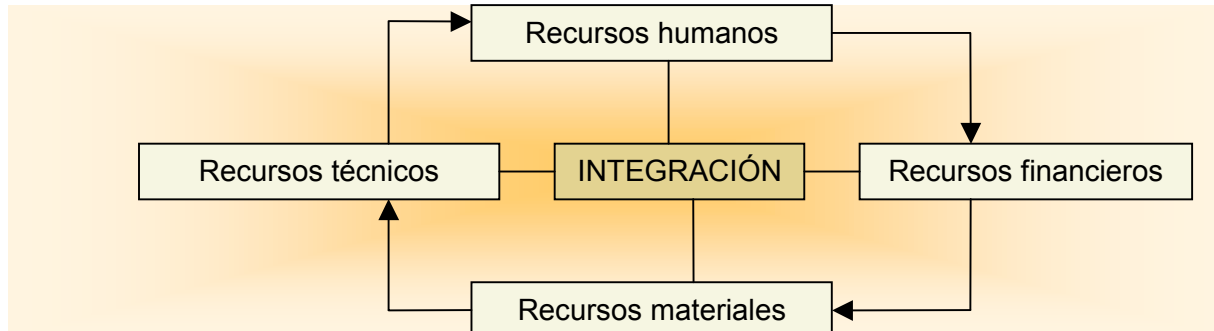 Recursos humanos
Recursos técnicos
INTEGRACIÓN
Recursos financieros
Recursos materiales